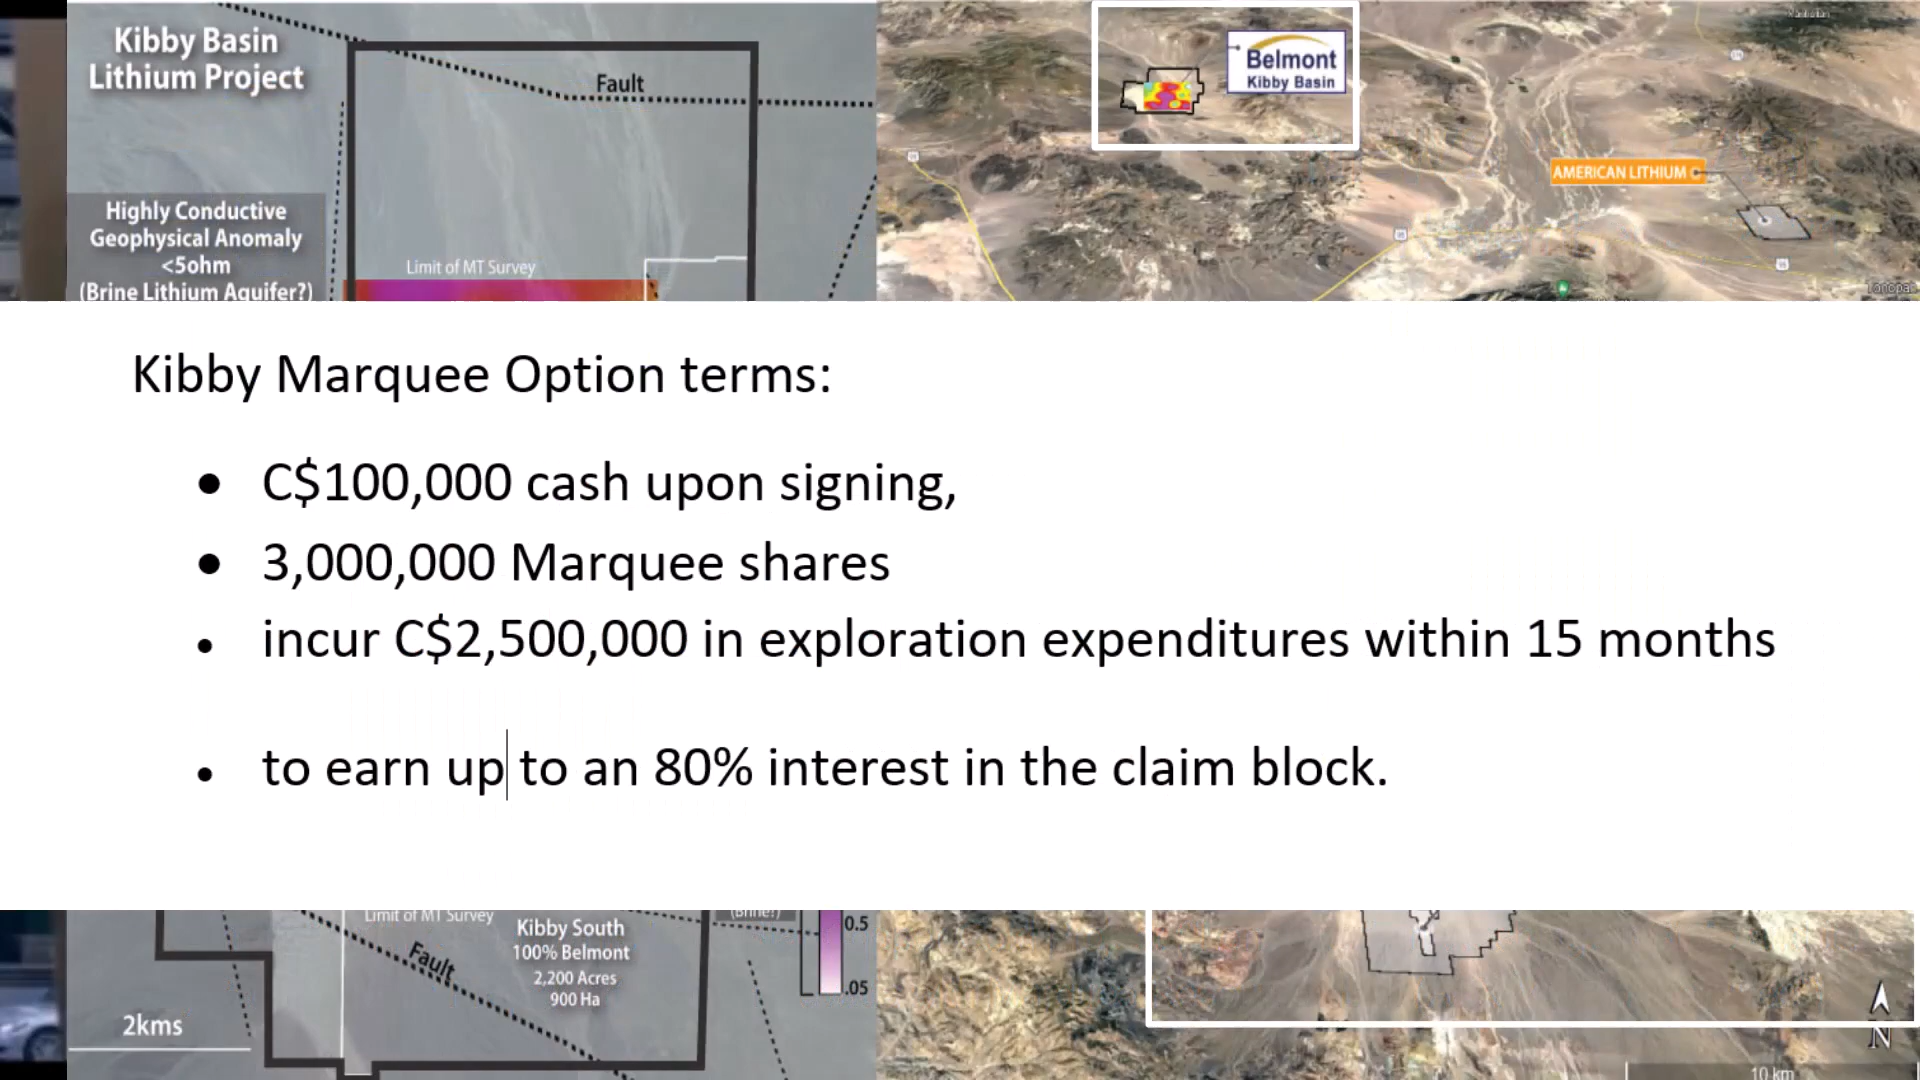 Kibby Basin
Lithium Project
Fault
Highly Conductive
Geophysical Anomaly
<5ohm
(Brine Lithium Aquifer?)
Limit of MT Survey
Belmont
Kibby Basin
AMERICAN LITHIUM
Kibby Marquee Option terms:
• C$100,000 cash upon signing,
• 3,000,000 Marquee shares
• incur C$2,500,000 in exploration expenditures within 15 months
• to earn up to an 80% interest in the claim block.
Limit of MT Survey
Fault
Kibby South
100% Belmont
2,200 Acres
900 Ha
(Brine?)
0.5
.05
2kms
N
10 km